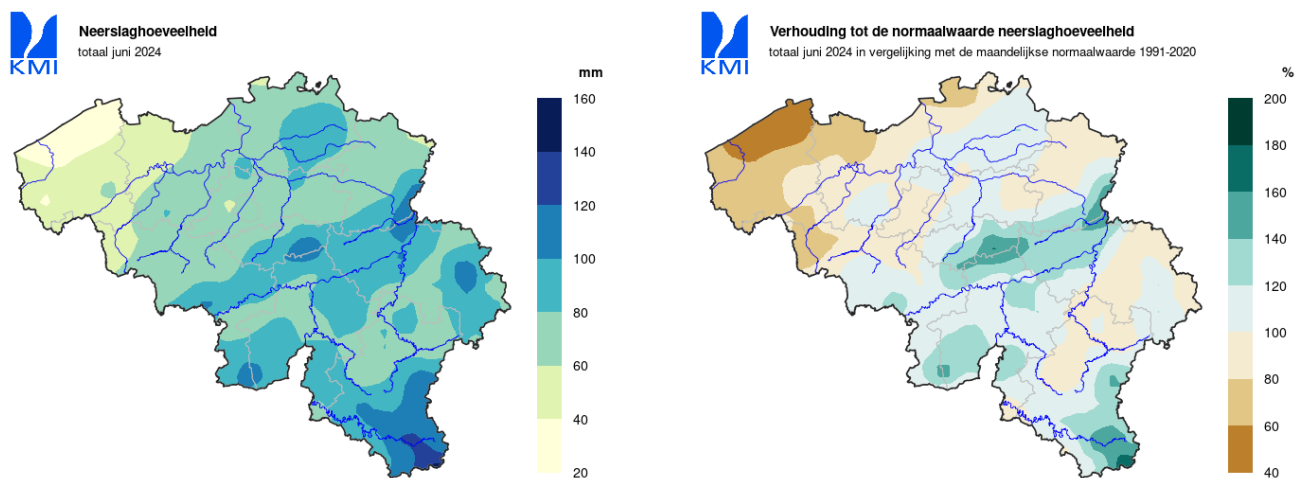 KMI
Neerslaghoeveelheid
totaal juni 2024
mm
160
140
120
100
80
60
40
20
KMI
Verhouding tot de normaalwaarde neerslaghoeveelheid
totaal juni 2024 in vergelijking met de maandelijkse normaalwaarde 1991-2020
%
200
180
160
140
120
100
80
60
40